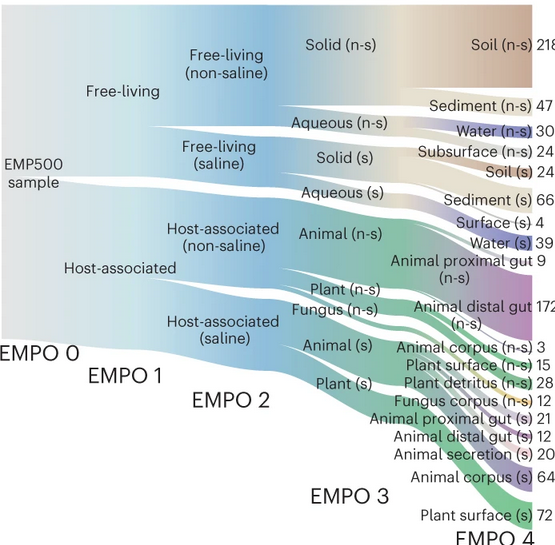 Free-living
(non-saline)
Solid (n-s)
Soil (n-s) 218
Free-living
Sediment (n-s) 47
Aqueous (n-s)
Water (n-s) 30
Free-living
(saline)
Subsurface (n-s) 24
Solid (s)
Soil (s) 24
EMP500
sample
Aqueous (s)
Sediment (s) 66
Surface (s) 4
Host-associated
(non-saline)
Animal (n-s)
Water (s) 39
Animal proximal gut 9
(n-s)
Host-associated
Plant (n-s)
Fungus (n-s)
Animal distal gut 172
(n-s)
Host-associated
(saline)
Animal (s)
Animal corpus (n-s) 3
Plant surface (n-s) 15
Plant (s)
Plant detritus (n-s) 28
Fungus corpus (n-s) 12
Animal proximal gut (s) 21
Animal distal gut (s) 12
Animal secretion (s) 20
Animal corpus (s) 64
Plant surface (s) 72
EMPO 0
EMPO 1
EMPO 2
EMPO 3
EMPO 4